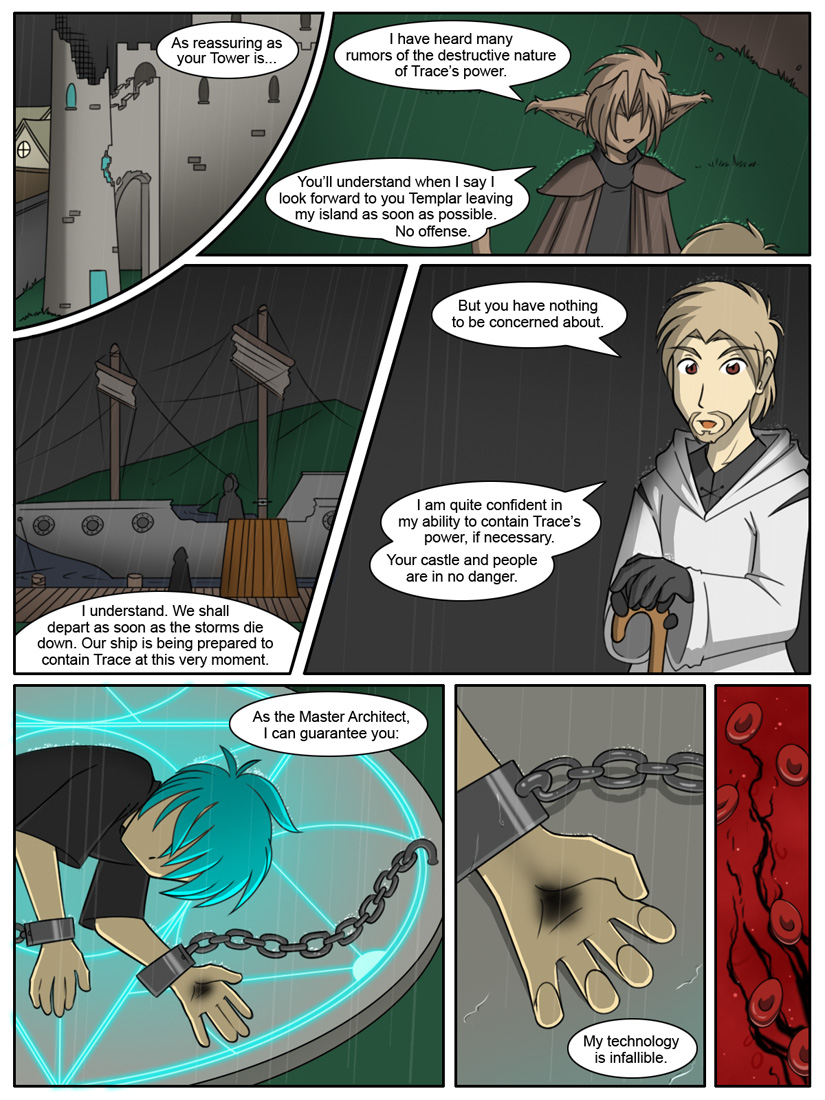 As reassuring as
your Tower is...
I have heard many
rumors of the destructive nature
of Trace's power.
You'll understand when I say I
look forward to you Templar leaving
my island as soon as possible.
No offense.
I understand. We shall
depart as soon as the storms die
down. Our ship is being prepared to
contain Trace at this very moment.
But you have nothing
to be concerned about.
I am quite confident in
my ability to contain Trace's
power, if necessary.
Your castle and people
are in no danger.
As the Master Architect,
I can guarantee you:
My technology
is infallible.